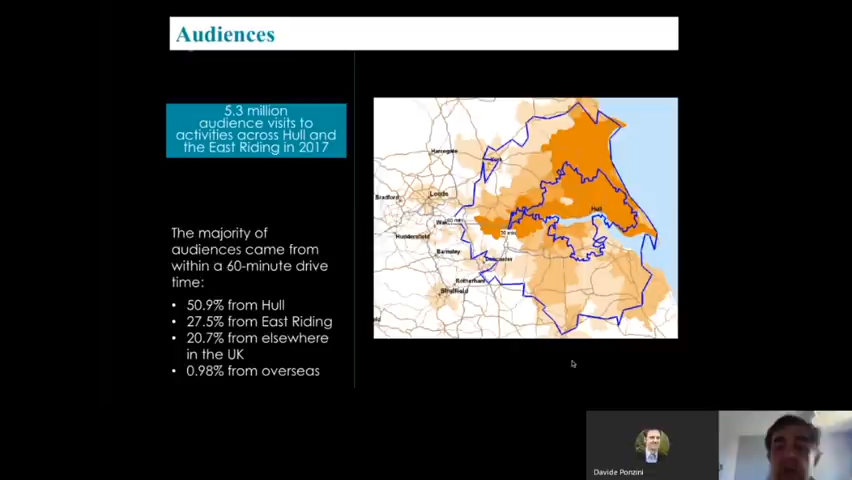 Audiences
5.3 million
audience visits to
activities across Hull and
the East Riding in 2017
The majority of
audiences came from
within a 60-minute drive
time:
• 50.9% from Hull
• 27.5% from East Riding
• 20.7% from elsewhere
in the UK
• 0.98% from overseas
Harrogate
York
Leeds
Bradford
Hull
Huddersfield
Barnsley
Doncaster
Rotherham
Sheffield
Davide Ponzini